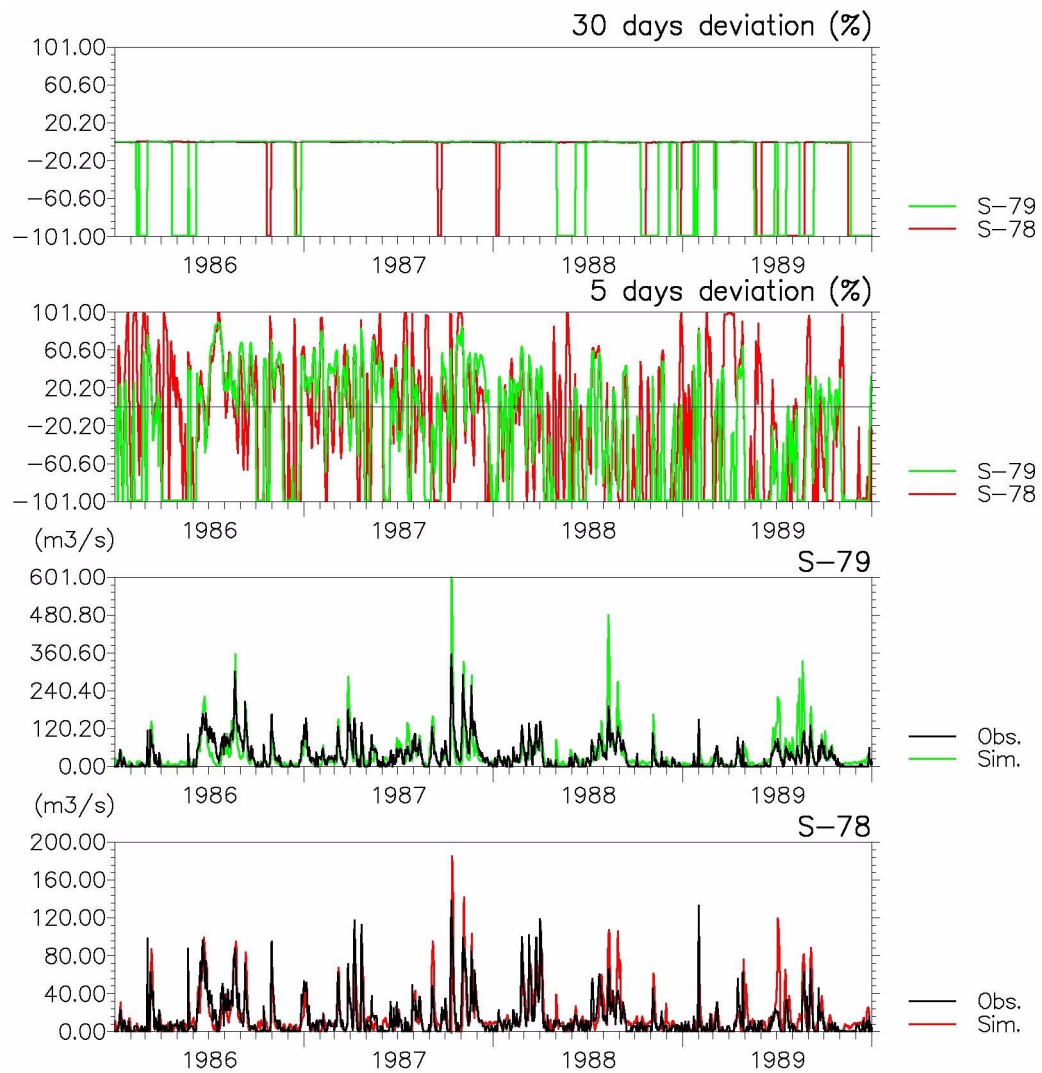 30 days deviation (%)
101.00
60.60
20.20
-20.20
-60.60
-101.00
1986 1987 1988 1989
S-79
S-78
5 days deviation (%)
101.00
60.60
20.20
-20.20
-60.60
-101.00
1986 1987 1988 1989
S-79
S-78
(m3/s)
S-79
601.00
480.80
360.60
240.40
120.20
0.00
1986 1987 1988 1989
Obs.
Sim.
(m3/s)
S-78
200.00
160.00
120.00
80.00
40.00
0.00
1986 1987 1988 1989
Obs.
Sim.